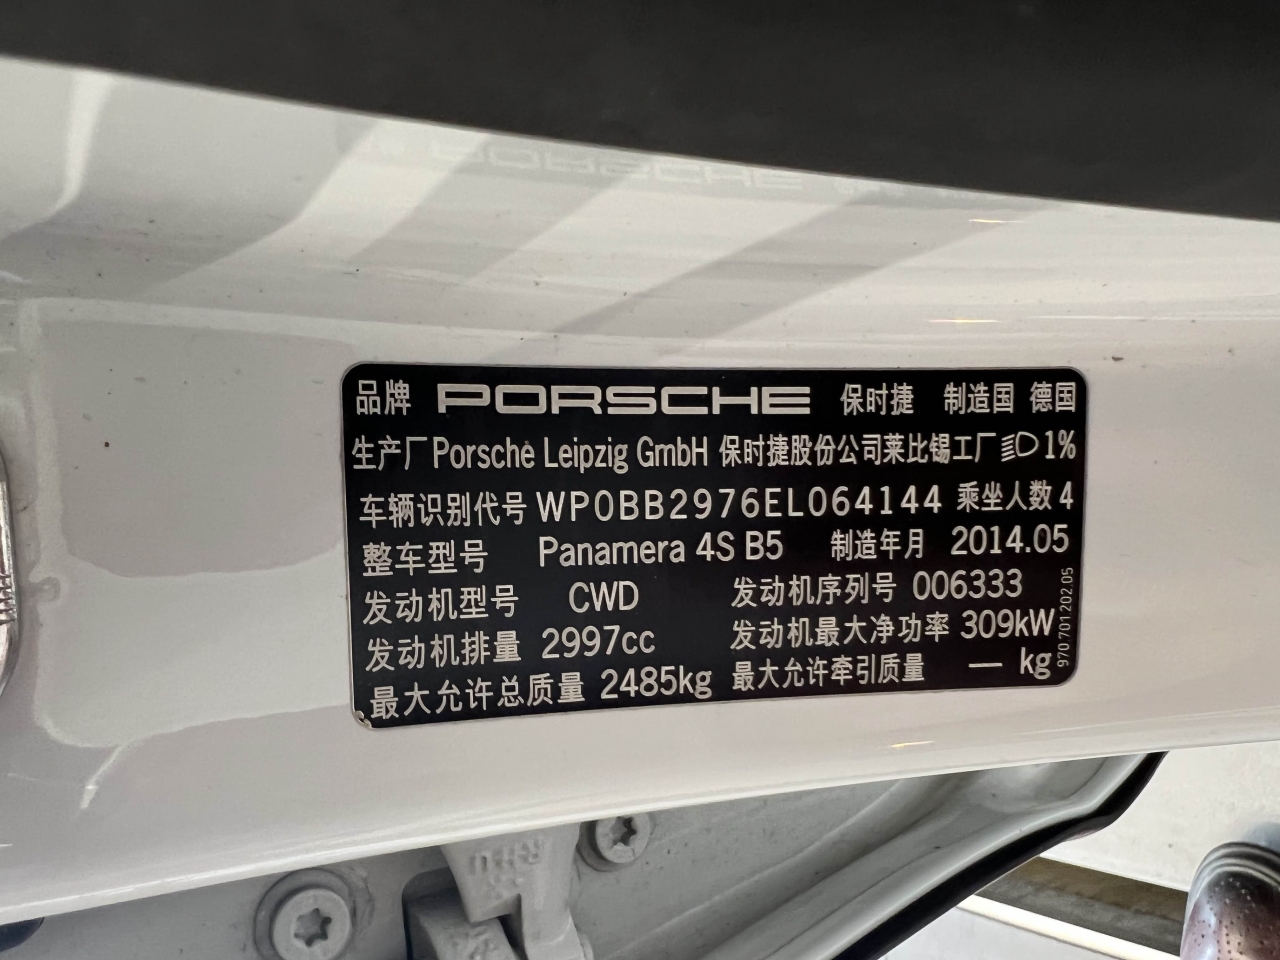 品牌 PORSCHE 保时捷 制造国 德国
生产厂 Porsche Leipzig GmbH 保时捷股份公司莱比锡工厂 1%
车辆识别代号 WP0BB2976EL064144 乘坐人数 4
整车型号 Panamera 4S B5 制造年月 2014.05
发动机型号 CWD 发动机序列号 006333
发动机排量 2997cc 发动机最大净功率 309kW
最大允许总质量 2485kg 最大允许牵引质量 — kg
970.701.202.05